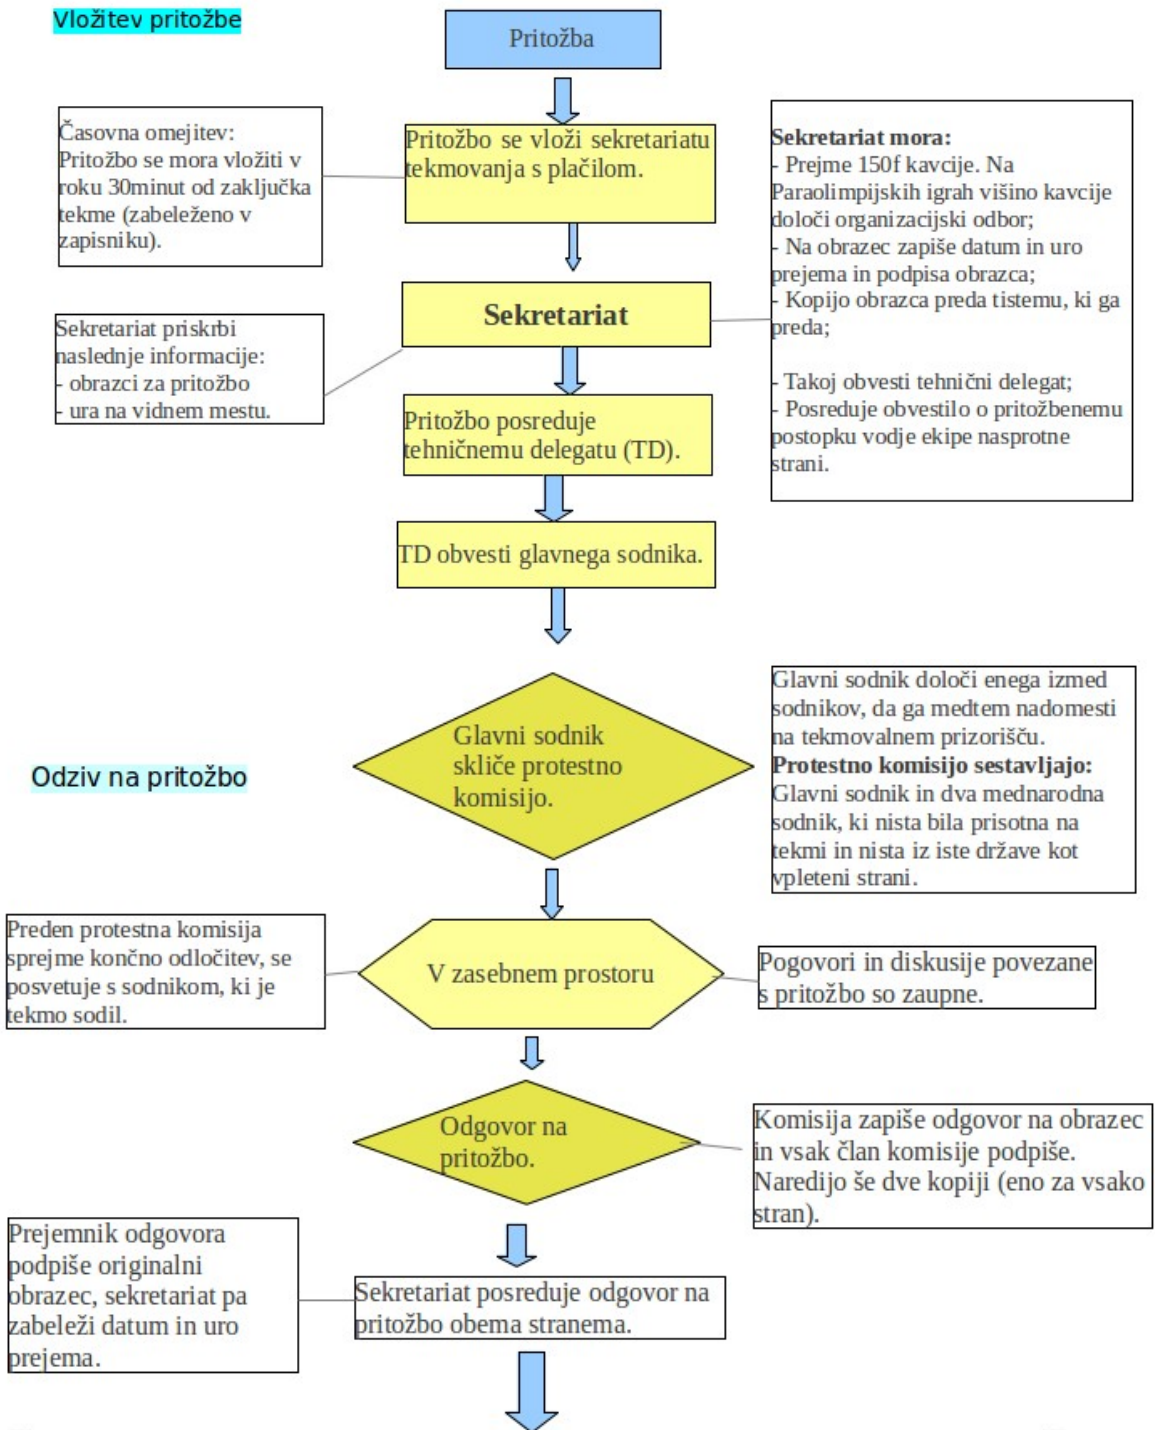 Vložitev pritožbe
Pritožba
Časovna omejitev:
Pritožbo se mora vložiti v
roku 30minut od zaključka
tekme (zabeleženo v
zapisniku).
Pritožbo se vloži sekretariatu
tekmovanja s plačilom.
Sekretariat mora:
- Prejme 150f kavcije. Na
Paraolimpijskih igrah višino kavcije
določi organizacijski odbor;
- Na obrazec zapiše datum in uro
prejema in podpisa obrazca;
- Kopijo obrazca preda tistemu, ki ga
preda;
- Takoj obvesti tehnični delegat;
- Posreduje obvestilo o pritožbenemu
postopku vodje ekipe nasprotne
strani.
Sekretariat
Sekretariat priskrbi
naslednje informacije:
- obrazci za pritožbo
- ura na vidnem mestu.
Pritožbo posreduje
tehničnemu delegatu (TD).
TD obvesti glavnega sodnika.
Odziv na pritožbo
Glavni sodnik
skliče protestno
komisijo.
Glavni sodnik določi enega izmed
sodnikov, da ga medtem nadomesti
na tekmovalnem prizorišču.
Protestno komisijo sestavljajo:
Glavni sodnik in dva mednarodna
sodnik, ki nista bila prisotna na
tekmi in nista iz iste države kot
vpleteni strani.
Preden protestna komisija
sprejme končno odločitev, se
posvetuje s sodnikom, ki je
tekmo sodil.
V zasebnem prostoru
Pogovori in diskusije povezane
s pritožbo so zaupne.
Odgovor na
pritožbo.
Komisija zapiše odgovor na obrazec
in vsak član komisije podpiše.
Naredijo še dve kopiji (eno za vsako
stran).
Prejemnik odgovora
podpiše originalni
obrazec, sekretariat pa
zabeleži datum in uro
prejema.
Sekretariat posreduje odgovor na
pritožbo obema stranema.